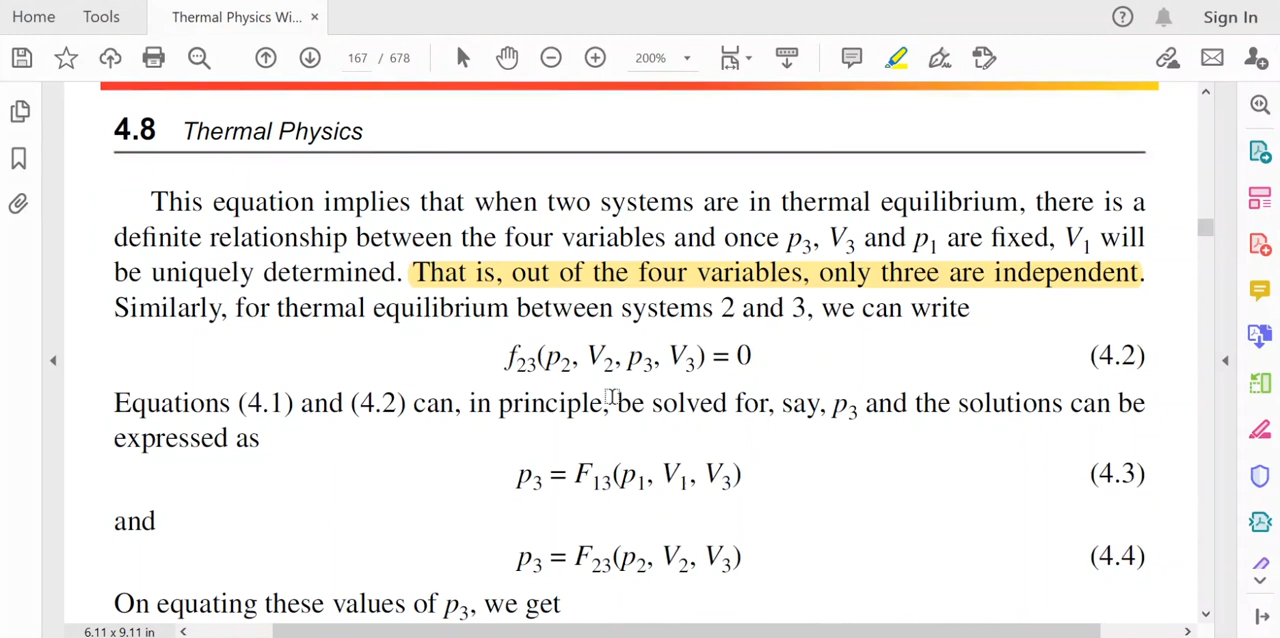 Home Tools Thermal Physics Wi... × Sign In
167 / 678 200%
4.8 Thermal Physics
This equation implies that when two systems are in thermal equilibrium, there is a
definite relationship between the four variables and once p₃, V₃ and p₁ are fixed, V₁ will
be uniquely determined. That is, out of the four variables, only three are independent.
Similarly, for thermal equilibrium between systems 2 and 3, we can write
f₂₃(p₂, V₂, p₃, V₃) = 0 (4.2)
Equations (4.1) and (4.2) can, in principle, be solved for, say, p₃ and the solutions can be
expressed as
p₃ = F₁₃(p₁, V₁, V₃) (4.3)
and
p₃ = F₂₃(p₂, V₂, V₃) (4.4)
On equating these values of p₃, we get
6.11 x 9.11 in